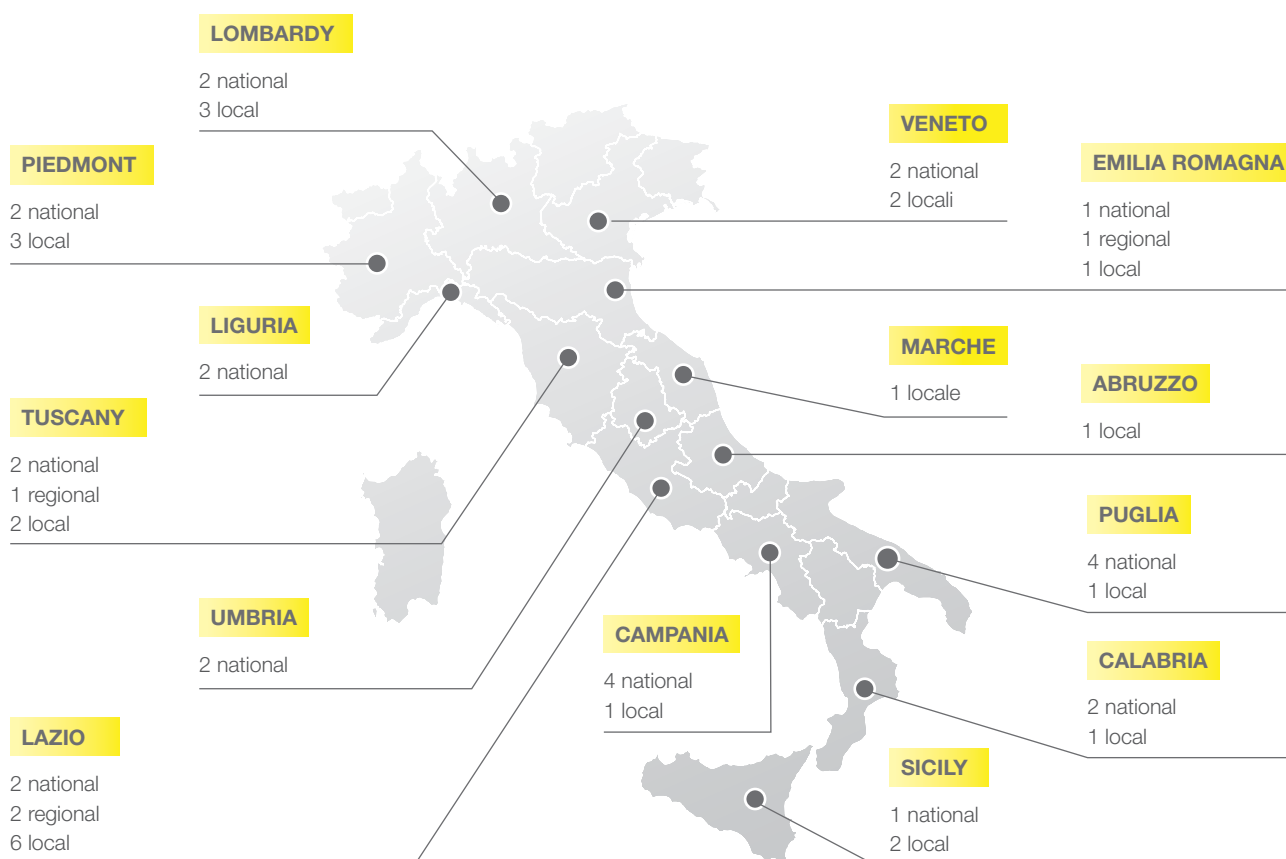 LOMBARDY
2 national
3 local
PIEDMONT
2 national
3 local
VENETO
2 national
2 locali
EMILIA ROMAGNA
1 national
1 regional
1 local
LIGURIA
2 national
MARCHE
1 locale
ABRUZZO
1 local
TUSCANY
2 national
1 regional
2 local
PUGLIA
4 national
1 local
UMBRIA
2 national
CAMPANIA
4 national
1 local
CALABRIA
2 national
1 local
LAZIO
2 national
2 regional
6 local
SICILY
1 national
2 local